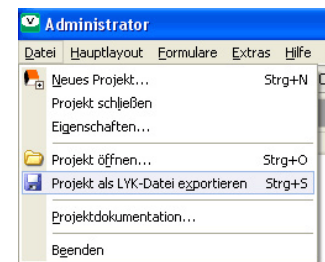 Administrator
Datei Hauptlayout Formulare Extras Hilfe
Neues Projekt... Strg+N
Projekt schließen
Eigenschaften...
Projekt öffnen... Strg+O
Projekt als LYK-Datei exportieren Strg+S
Projektdokumentation...
Beenden